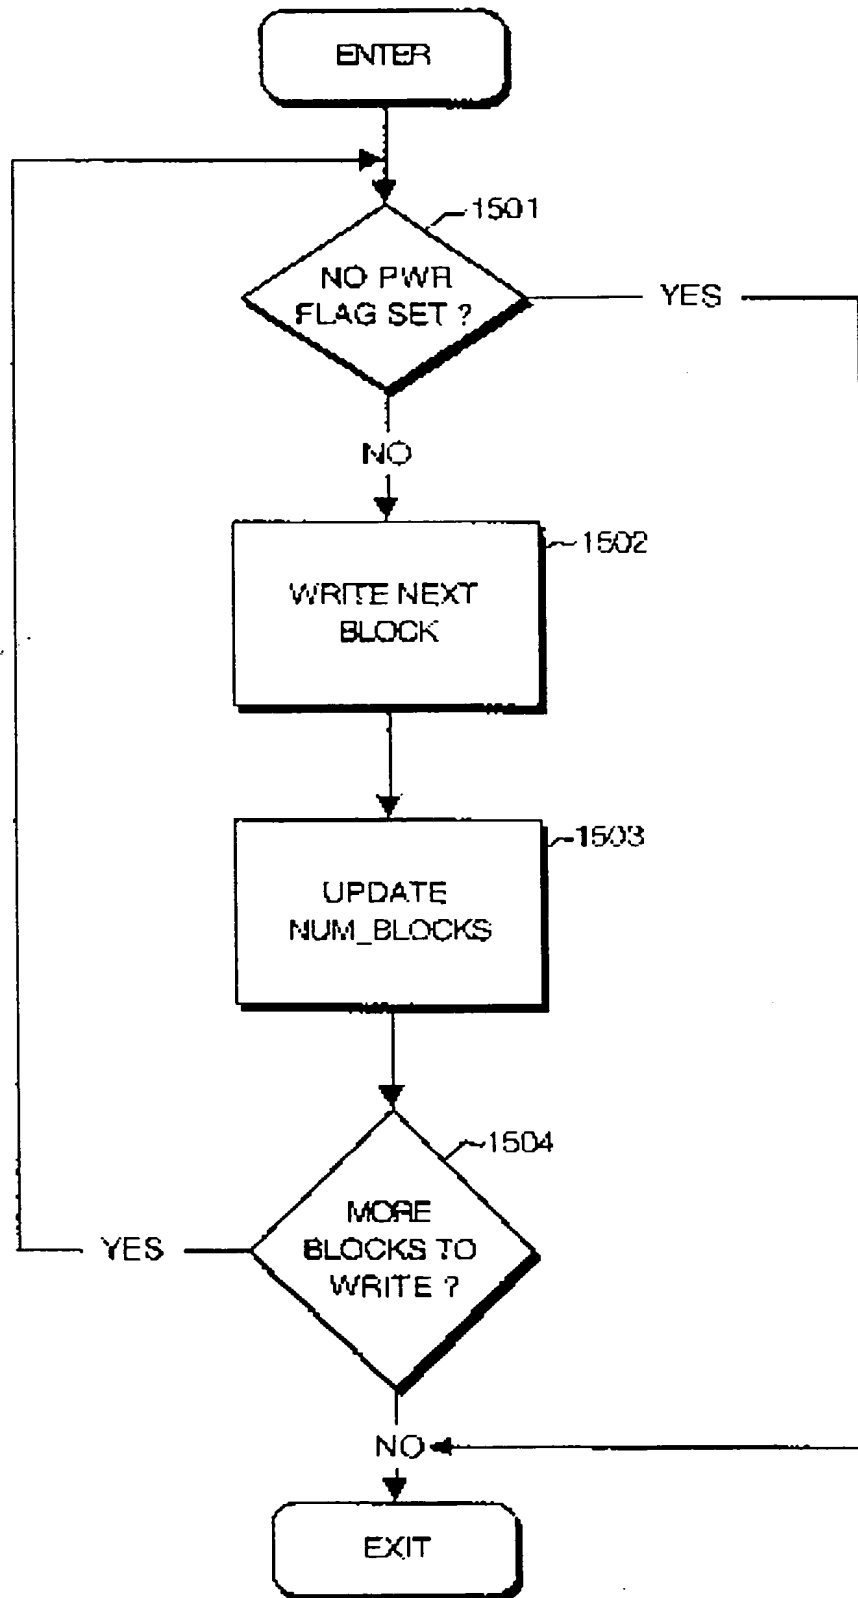 ENTER
1501
NO PWR
FLAG SET ?
YES
NO
1502
WRITE NEXT
BLOCK
1503
UPDATE
NUM_BLOCKS
1504
MORE
BLOCKS TO
WRITE ?
YES
NO
EXIT